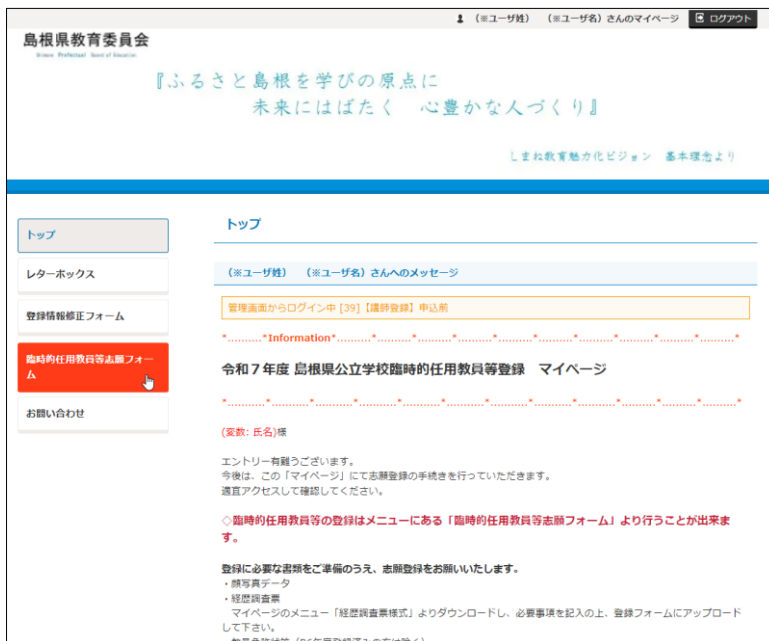 (※ユーザ姓) (※ユーザ名) さんのマイページ ログアウト
島根県教育委員会
『ふるさと島根を学びの原点に
未来にはばたく 心豊かな人づくり』
しまね教育魅力化ビジョン 基本理念より
トップ
レターボックス
登録情報修正フォーム
臨時的任用教員等志願フォー
ム
お問い合わせ
トップ
(※ユーザ姓) (※ユーザ名) さんへのメッセージ
管理画面からログイン中 [39]【講師登録】申込前
*..........*Information*..........*..........*..........*..........*..........*..........*..........*..........*..........*
令和7年度 島根県公立学校臨時的任用教員等登録 マイページ
*..........*..........*..........*..........*..........*..........*..........*..........*..........*..........*..........*..........*
(変数: 氏名)様
エントリー有難うございます。
今後は、この「マイページ」にて志願登録の手続きを行っていただきます。
適宜アクセスして確認してください。
◇臨時的任用教員等の登録はメニューにある「臨時的任用教員等志願フォーム」より行うことが出来ま
す。
登録に必要な書類をご準備のうえ、志願登録をお願いいたします。
・顔写真データ
・経歴調査票
マイページのメニュー「経歴調査票様式」よりダウンロードし、必要事項を記入の上、登録フォームにアップロード
して下さい。